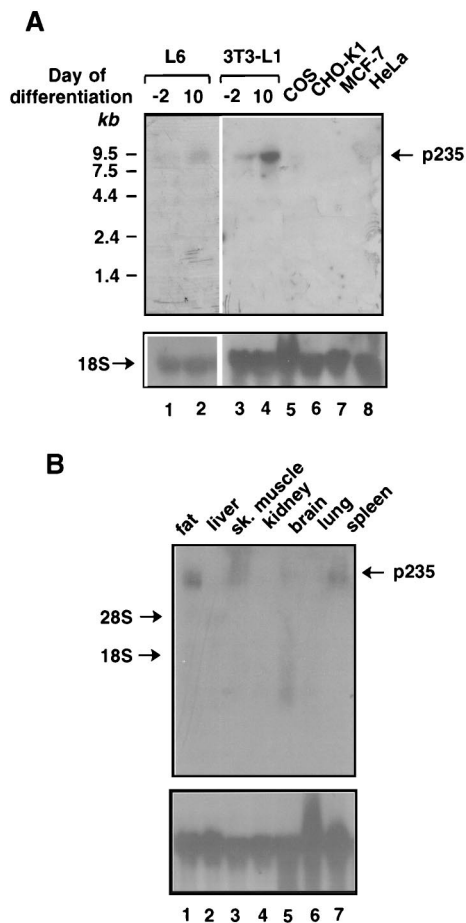 A
L6 3T3-L1
Day of
differentiation -2 10 -2 10 COS CHO-K1 MCF-7 HeLa
kb
9.5 – ← p235
7.5 –
4.4 –
2.4 –
1.4 –
18S→
1 2 3 4 5 6 7 8
B
fat liver sk. muscle kidney brain lung spleen
← p235
28S →
18S →
1 2 3 4 5 6 7